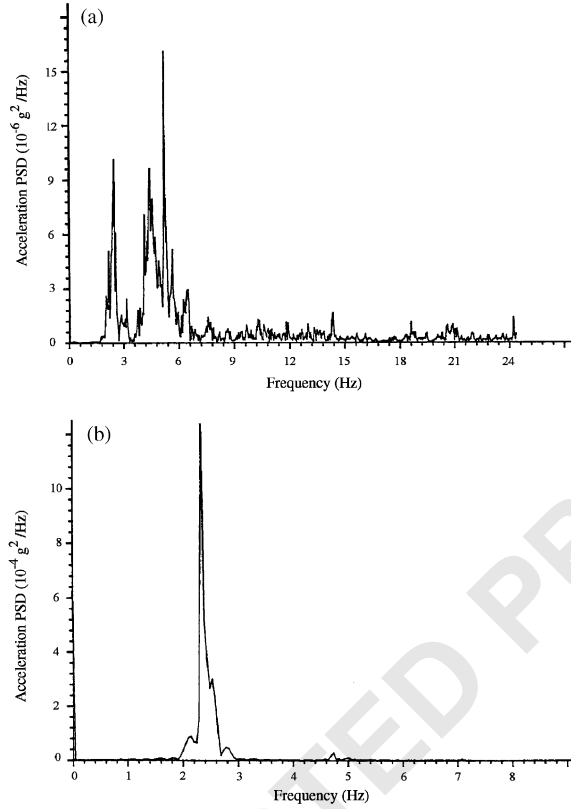 (a)
Acceleration PSD (10⁻⁶ g² /Hz)
15
12
9
6
3
0
0 3 6 9 12 15 18 21 24
Frequency (Hz)
(b)
Acceleration PSD (10⁻⁴ g² /Hz)
10
8
6
4
2
0
0 1 2 3 4 5 6 7 8
Frequency (Hz)
TED PR